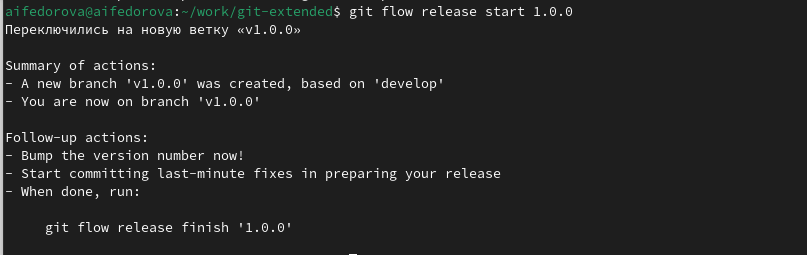 aifedorova@aifedorova:~/work/git-extended$ git flow release start 1.0.0
Переключились на новую ветку «v1.0.0»
Summary of actions:
- A new branch 'v1.0.0' was created, based on 'develop'
- You are now on branch 'v1.0.0'
Follow-up actions:
- Bump the version number now!
- Start committing last-minute fixes in preparing your release
- When done, run:
git flow release finish '1.0.0'